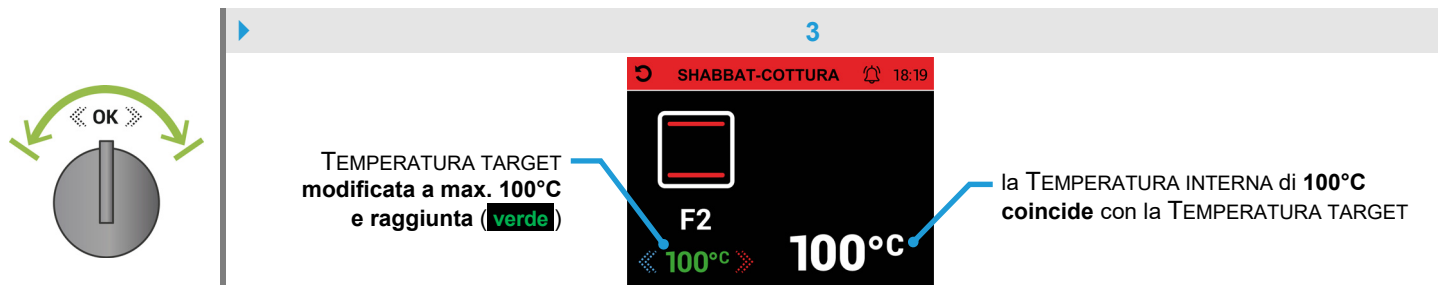 3
OK
SHABBAT-COTTURA 18:19
TEMPERATURA TARGET
modificata a max. 100°C
e raggiunta (verde)
F2
100°C
100°C
la TEMPERATURA INTERNA di 100°C
coincide con la TEMPERATURA TARGET